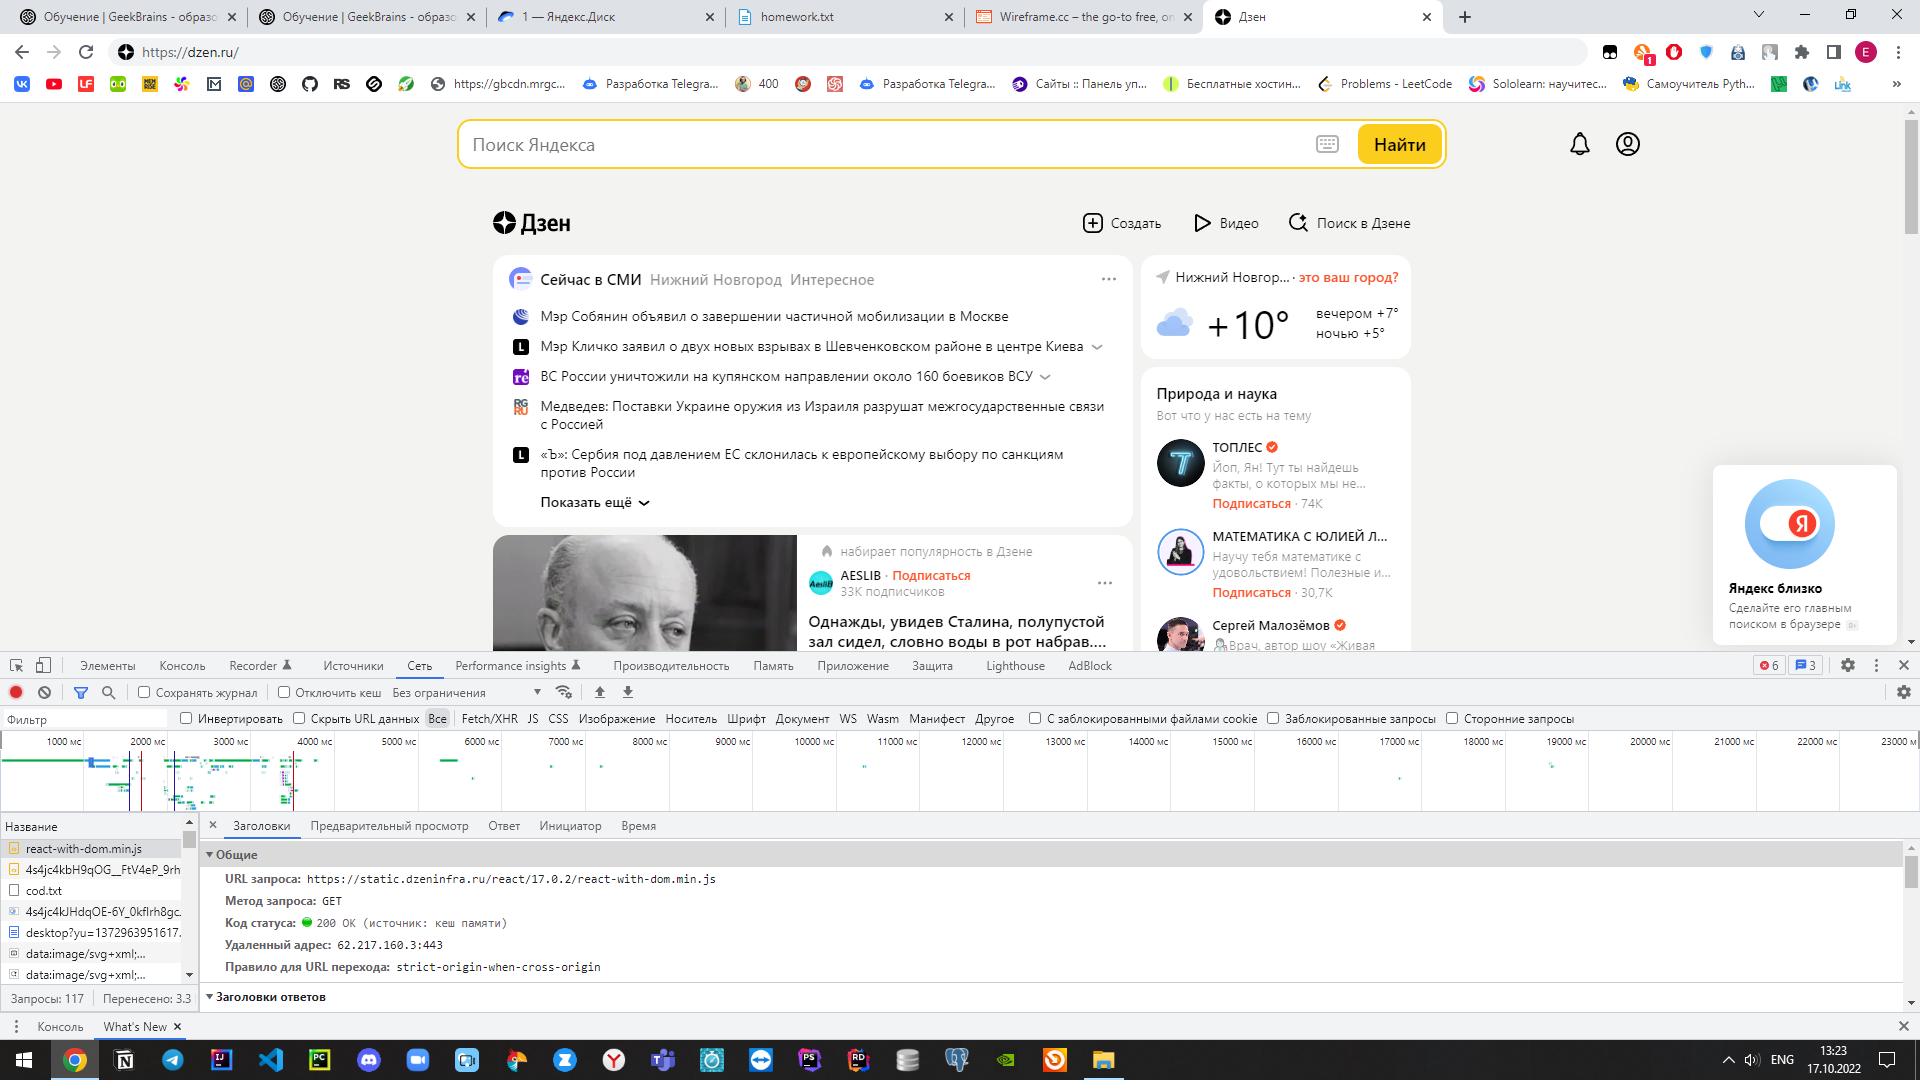 Обучение | GeekBrains - образо
Обучение | GeekBrains - образо
1 — Яндекс.Диск
homework.txt
Wireframe.cc – the go-to free, on
Дзен
https://dzen.ru/
1
E
https://gbcdn.mrgc...
Разработка Telegra...
400
Разработка Telegra...
Сайты :: Панель уп...
Бесплатные хостин...
Problems - LeetCode
Sololearn: научитес...
Самоучитель Pyth...
Поиск Яндекса
Найти
Дзен
Создать
Видео
Поиск в Дзене
Сейчас в СМИ Нижний Новгород Интересное
Мэр Собянин объявил о завершении частичной мобилизации в Москве
Мэр Кличко заявил о двух новых взрывах в Шевченковском районе в центре Киева
ВС России уничтожили на купянском направлении около 160 боевиков ВСУ
Медведев: Поставки Украине оружия из Израиля разрушат межгосударственные связи
с Россией
«Ъ»: Сербия под давлением ЕС склонилась к европейскому выбору по санкциям
против России
Показать ещё
Нижний Новгор... · это ваш город?
+10°
вечером +7°
ночью +5°
Природа и наука
Вот что у нас есть на тему
ТОПЛЕС
Йоп, Ян! Тут ты найдешь
факты, о которых мы не...
Подписаться · 74K
МАТЕМАТИКА С ЮЛИЕЙ Л...
Научу тебя математике с
удовольствием! Полезные и...
Подписаться · 30,7K
Сергей Малозёмов
Врач, автор шоу «Живая
набирает популярность в Дзене
AESLIB · Подписаться
33K подписчиков
Однажды, увидев Сталина, полупустой
зал сидел, словно воды в рот набрав....
Я
Яндекс близко
Сделайте его главным
поиском в браузере
Элементы Консоль Recorder Источники Сеть Performance insights Производительность Память Приложение Защита Lighthouse AdBlock
6 3
Сохранять журнал Отключить кеш Без ограничения
Фильтр Инвертировать Скрыть URL данных Все Fetch/XHR JS CSS Изображение Носитель Шрифт Документ WS Wasm Манифест Другое С заблокированными файлами cookie Заблокированные запросы Сторонние запросы
1000 мс 2000 мс 3000 мс 4000 мс 5000 мс 6000 мс 7000 мс 8000 мс 9000 мс 10000 мс 11000 мс 12000 мс 13000 мс 14000 мс 15000 мс 16000 мс 17000 мс 18000 мс 19000 мс 20000 мс 21000 мс 22000 мс 23000 м
Название
react-with-dom.min.js
4s4jc4kbH9qOG__FtV4eP_9rh
cod.txt
4s4jc4kJHdqOE-6Y_0kfIrh8gc.
desktop?yu=1372963951617.
data:image/svg+xml;...
data:image/svg+xml;...
Запросы: 117 Перенесено: 3.3
Заголовки Предварительный просмотр Ответ Инициатор Время
Общие
URL запроса: https://static.dzeninfra.ru/react/17.0.2/react-with-dom.min.js
Метод запроса: GET
Код статуса: 200 OK (источник: кеш памяти)
Удаленный адрес: 62.217.160.3:443
Правило для URL перехода: strict-origin-when-cross-origin
Заголовки ответов
Консоль What's New
ENG
13:23
17.10.2022